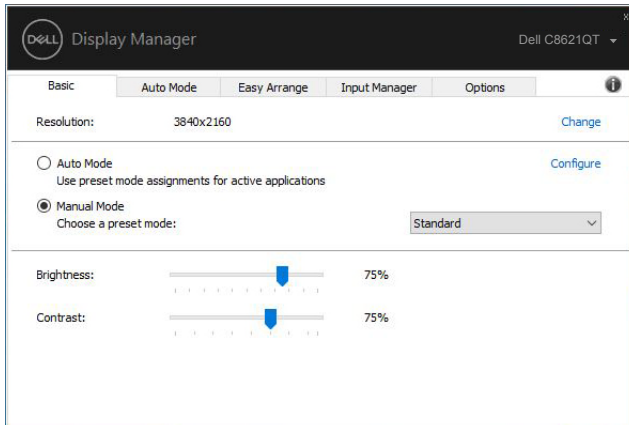 DELL Display Manager Dell C8621QT
x
Basic Auto Mode Easy Arrange Input Manager Options i
Resolution: 3840x2160 Change
Auto Mode Configure
Use preset mode assignments for active applications
Manual Mode
Choose a preset mode: Standard
Brightness: 75%
Contrast: 75%